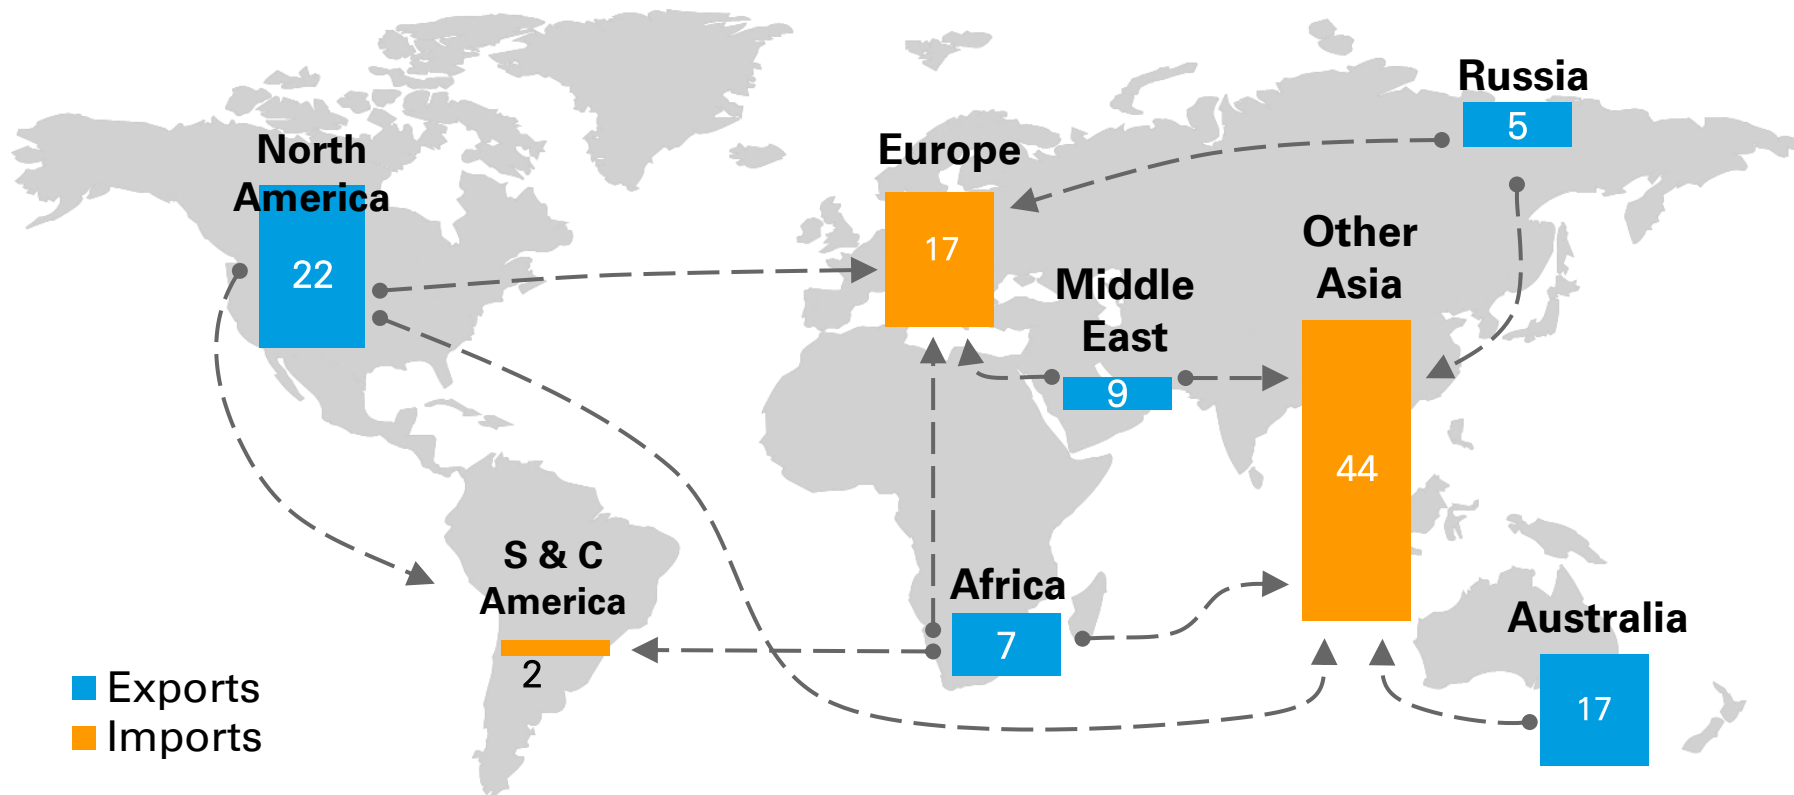 Russia
5
North
America
22
Europe
17
Other
Asia
44
Middle
East
9
S & C
America
2
Africa
7
Australia
17
Exports
Imports